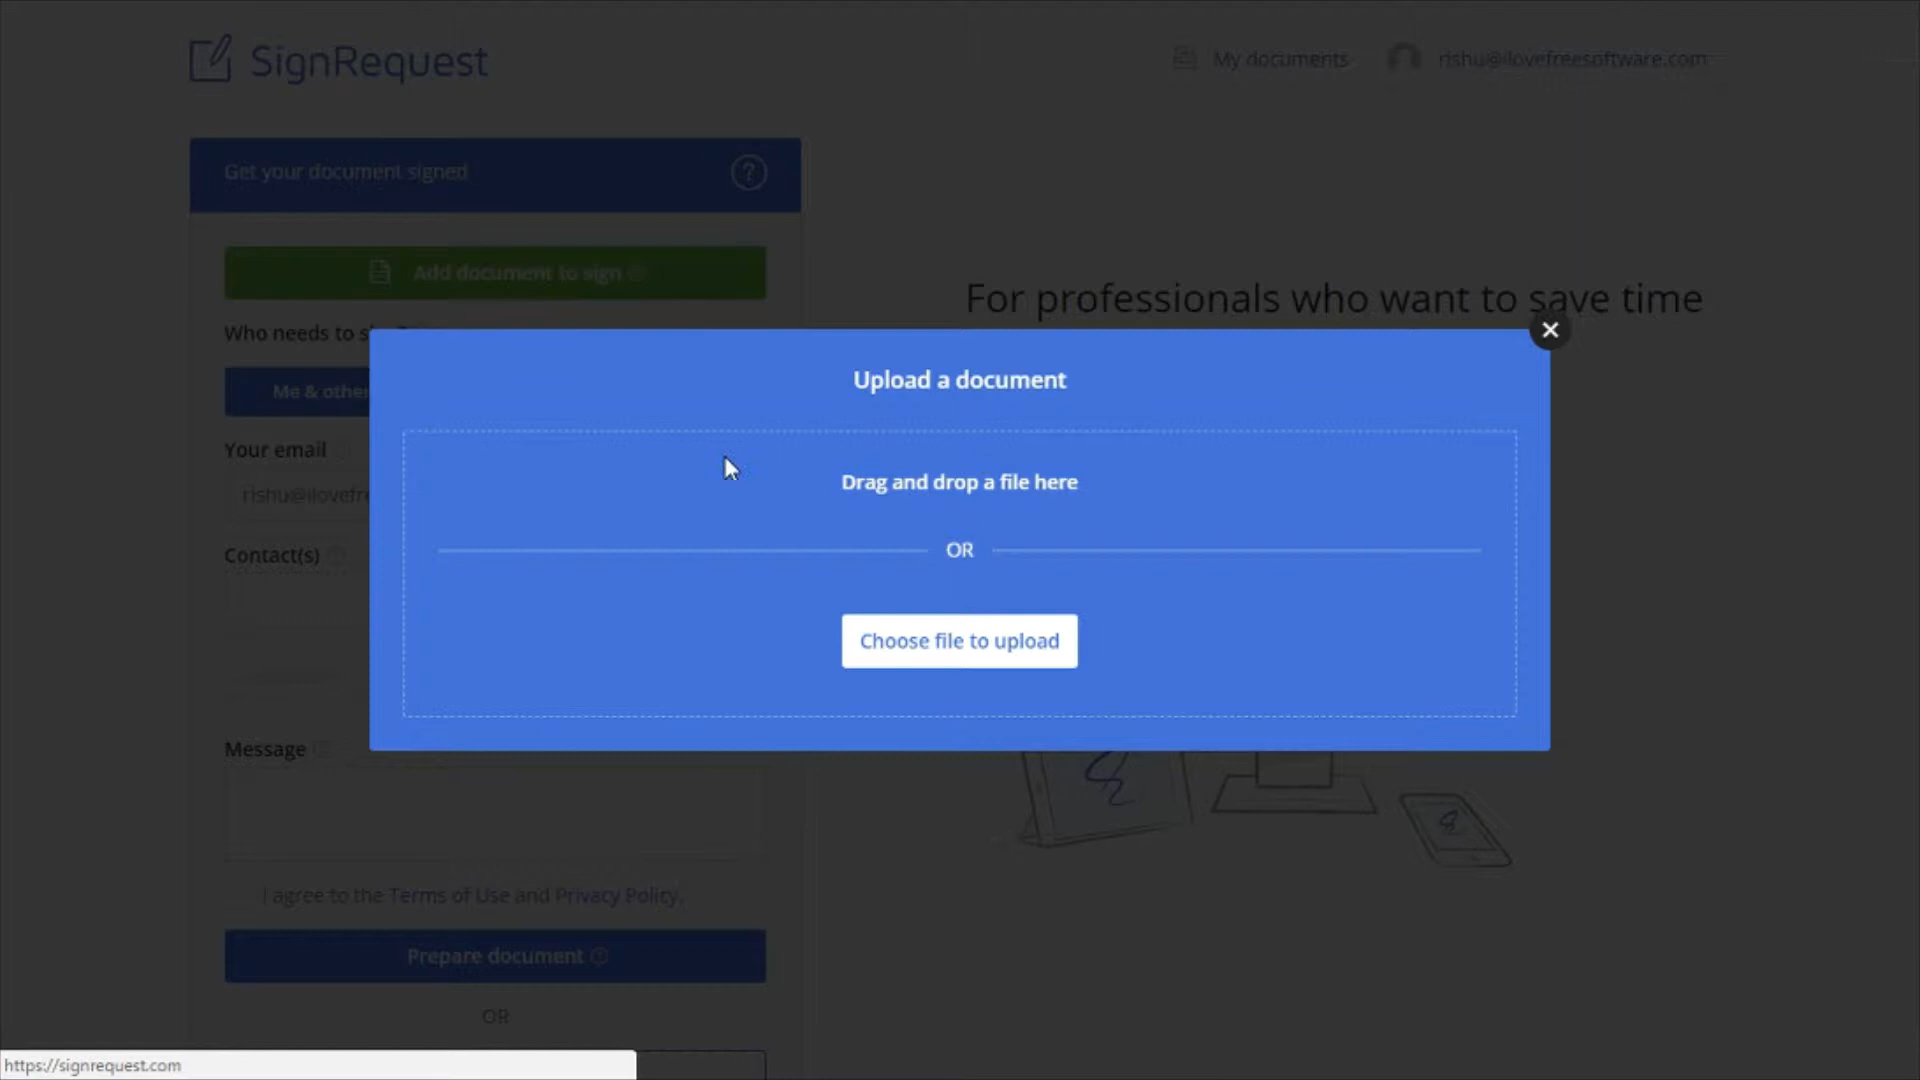 SignRequest
My documents
rishu@ilovefreesoftware.com
Get your document signed
?
Add document to sign
For professionals who want to save time
Who needs to s
Me & other
Your email
rishu@ilovefre
Contact(s)
Message
Upload a document
Drag and drop a file here
OR
Choose file to upload
I agree to the Terms of Use and Privacy Policy.
Prepare document
OR
https://signrequest.com